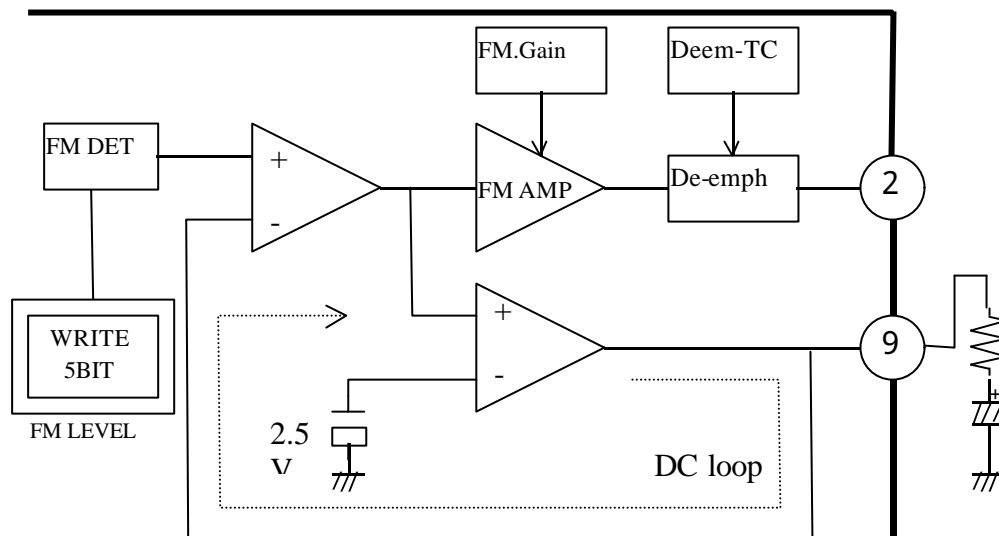 FM.Gain
Deem-TC
FM DET
+
-
FM AMP
De-emph
2
WRITE
5BIT
FM LEVEL
+
-
9
+
2.5
V
DC loop